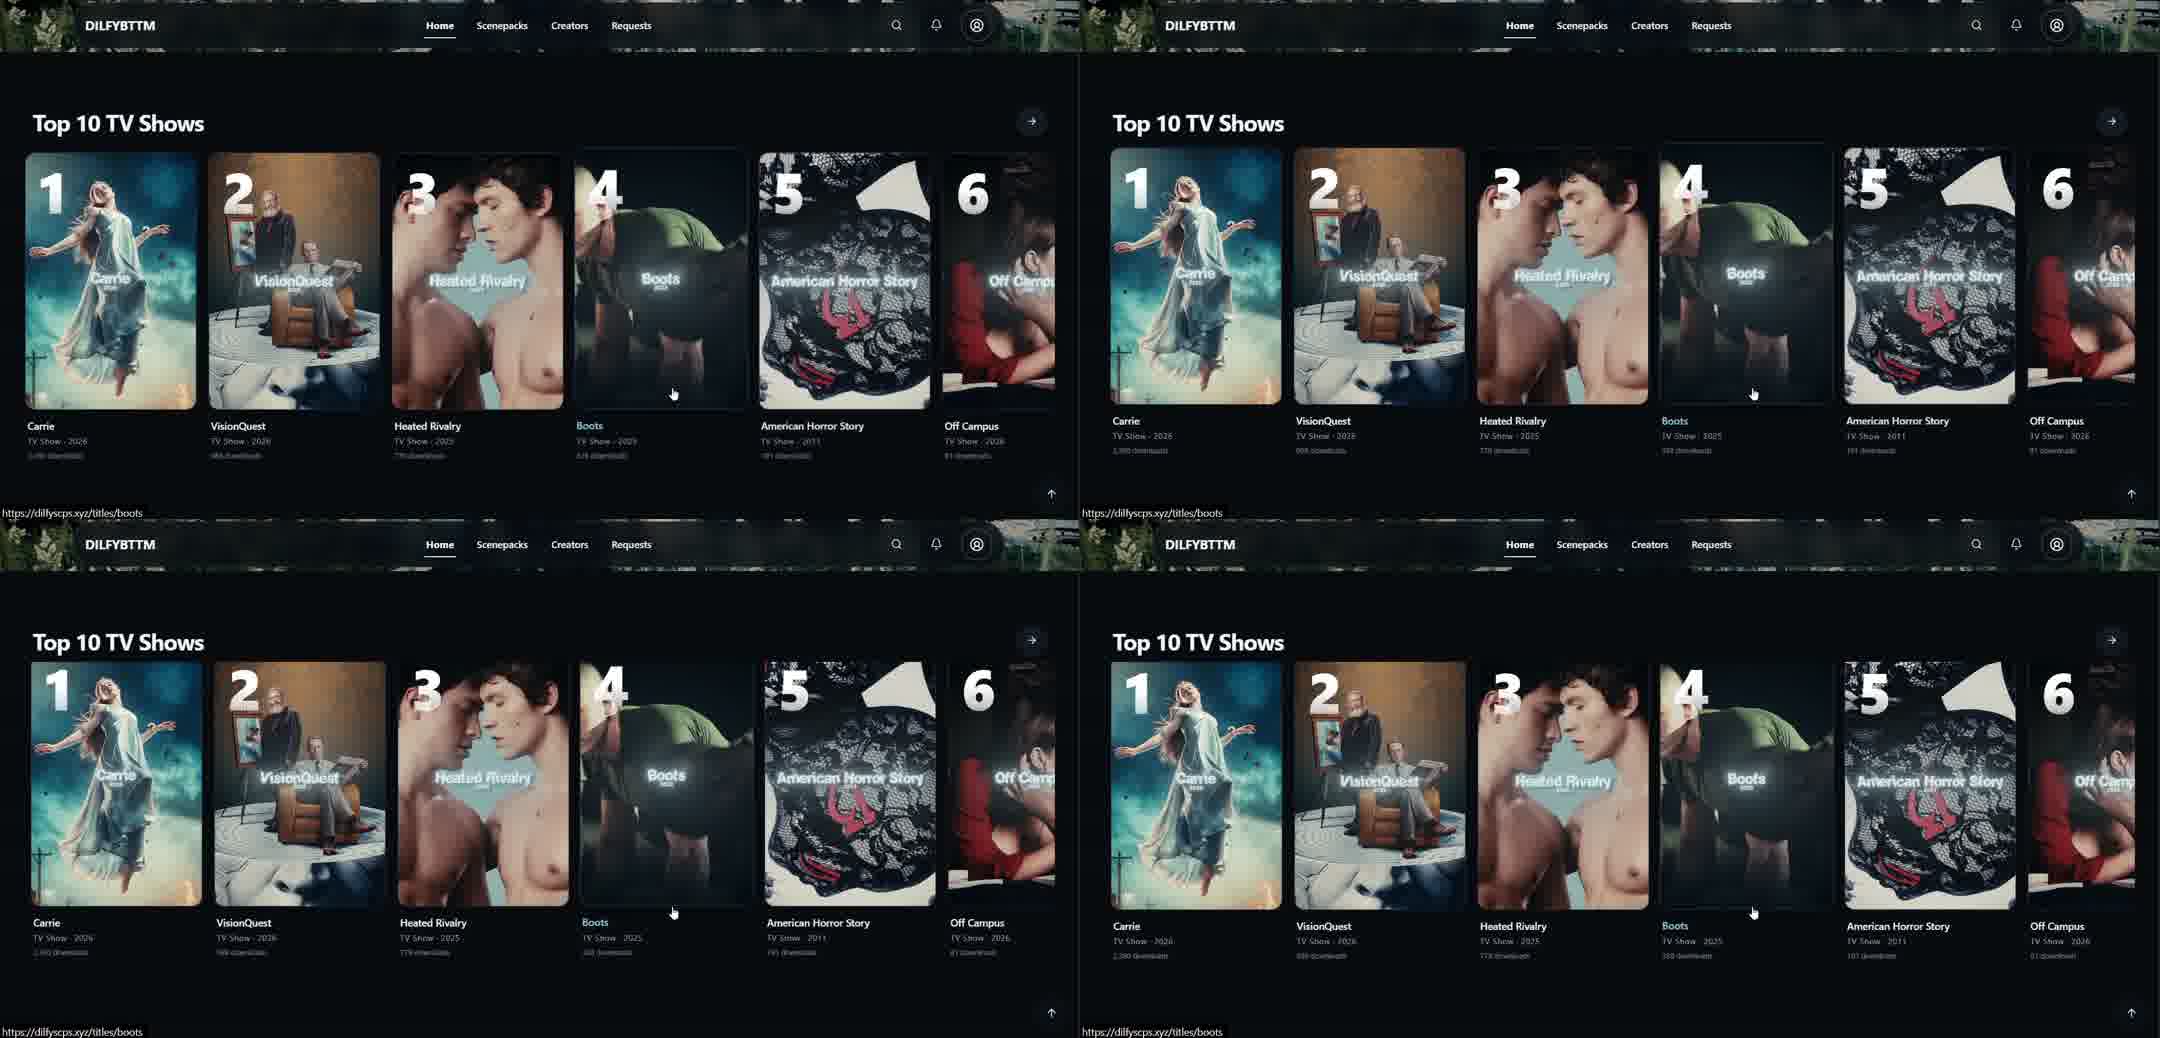 DILFYBTTM Home Scenepacks Creators Requests
Top 10 TV Shows
1 2 3 4 5 6
Carrie VisionQuest Heated Rivalry Boots American Horror Story Off Camp
Carrie VisionQuest Heated Rivalry Boots American Horror Story Off Campus
TV Show · 2026 TV Show · 2026 TV Show · 2025 TV Show · 2025 TV Show · 2011 TV Show · 2026
https://dilfyscps.xyz/titles/boots
DILFYBTTM Home Scenepacks Creators Requests
Top 10 TV Shows
1 2 3 4 5 6
Carrie VisionQuest Heated Rivalry Boots American Horror Story Off Camp
Carrie VisionQuest Heated Rivalry Boots American Horror Story Off Campus
TV Show · 2026 TV Show · 2026 TV Show · 2025 TV Show · 2025 TV Show · 2011 TV Show · 2026
https://dilfyscps.xyz/titles/boots
DILFYBTTM Home Scenepacks Creators Requests
Top 10 TV Shows
1 2 3 4 5 6
Carrie VisionQuest Heated Rivalry Boots American Horror Story Off Camp
Carrie VisionQuest Heated Rivalry Boots American Horror Story Off Campus
TV Show · 2026 TV Show · 2026 TV Show · 2025 TV Show · 2025 TV Show · 2011 TV Show · 2026
https://dilfyscps.xyz/titles/boots
DILFYBTTM Home Scenepacks Creators Requests
Top 10 TV Shows
1 2 3 4 5 6
Carrie VisionQuest Heated Rivalry Boots American Horror Story Off Camp
Carrie VisionQuest Heated Rivalry Boots American Horror Story Off Campus
TV Show · 2026 TV Show · 2026 TV Show · 2025 TV Show · 2025 TV Show · 2011 TV Show · 2026
https://dilfyscps.xyz/titles/boots